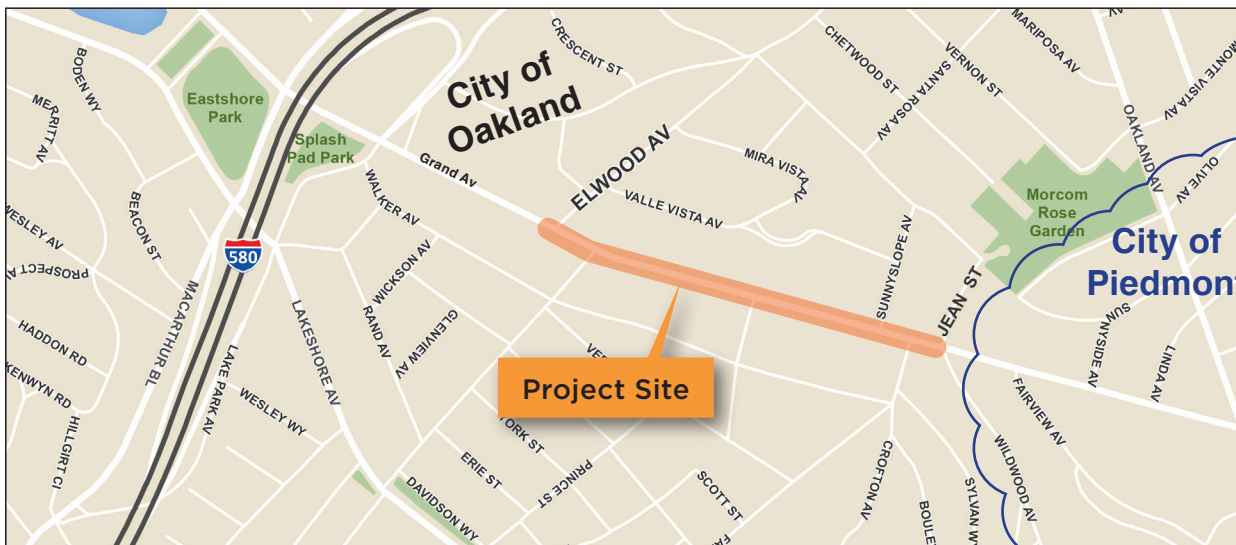 BODEN WY
MERRITT AV
Eastshore
Park
Splash
Pad Park
City of
Oakland
Grand Av
CRESCENT ST
ELWOOD AV
CHETWOOD ST
SANTA ROSA AV
VERNON ST
MARIPOSA AV
MONTE VISTA AV
OAKLAND AV
OLIVE AV
MIRA VISTA AV
VALLE VISTA AV
Morcom
Rose
Garden
City of
Piedmont
WESLEY AV
PROSPECT AV
BEACON ST
580
WALKER AV
WICKSON AV
RAND AV
GLENVIEW AV
SUNNYSLOPE AV
JEAN ST
SUNNYSIDE AV
LINDA AV
FAIRVIEW AV
HADDON RD
KENWYN RD
HILLGIRT CI
MACARTHUR BL
LAKE PARK AV
LAKESHORE AV
WESLEY WY
Project Site
YORK ST
ERIE ST
PRINCE ST
DAVIDSON WY
SCOTT ST
CROFTON AV
SYLVAN WY
WILDWOOD AV